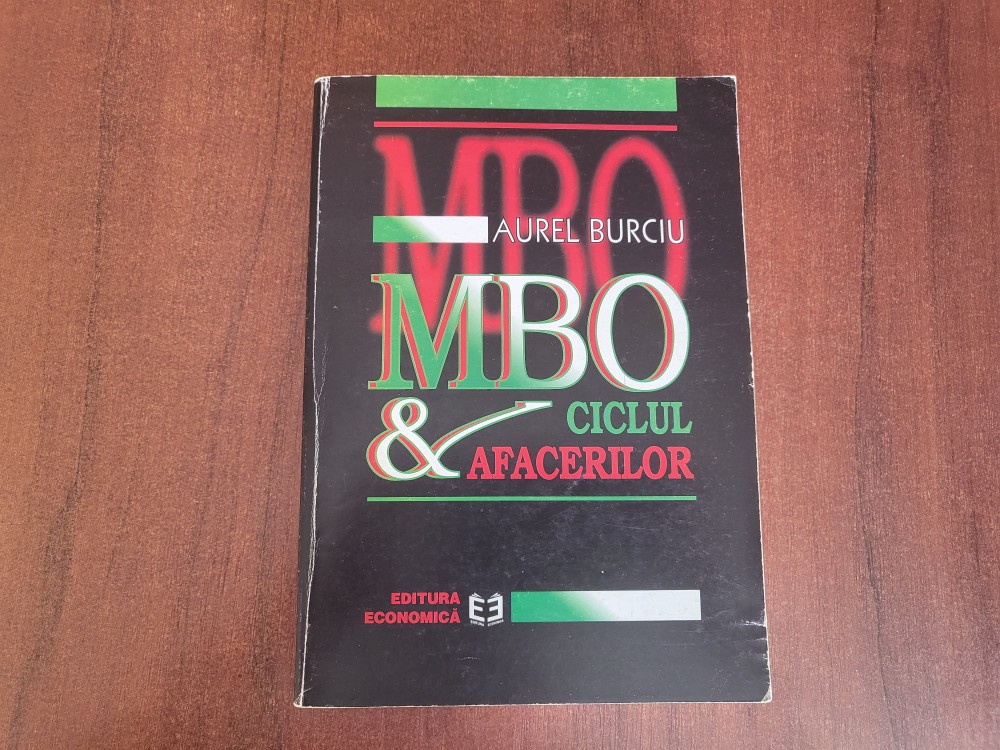 MBO
AUREL BURCIU
MBO
& CICLUL
AFACERILOR
EDITURA
ECONOMICĂ